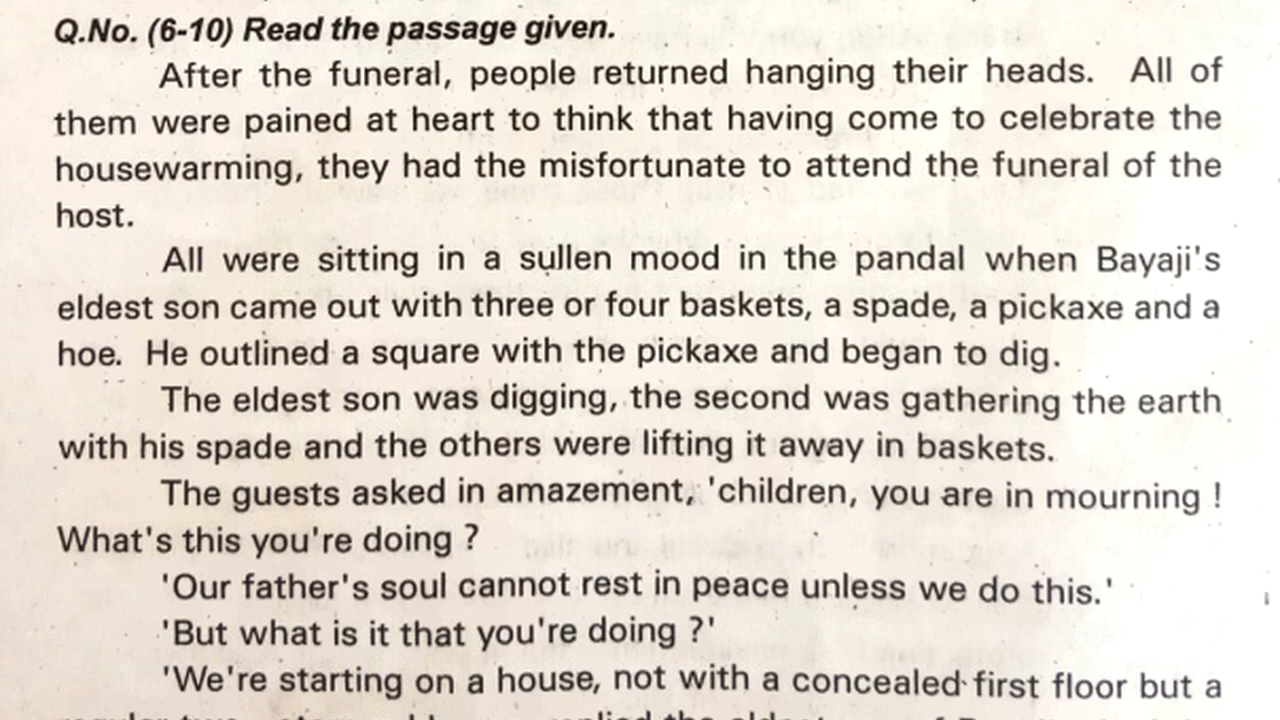 Q.No. (6-10) Read the passage given.
After the funeral, people returned hanging their heads. All of
them were pained at heart to think that having come to celebrate the
housewarming, they had the misfortunate to attend the funeral of the
host.
All were sitting in a sullen mood in the pandal when Bayaji's
eldest son came out with three or four baskets, a spade, a pickaxe and a
hoe. He outlined a square with the pickaxe and began to dig.
The eldest son was digging, the second was gathering the earth
with his spade and the others were lifting it away in baskets.
The guests asked in amazement, 'children, you are in mourning !
What's this you're doing ?
'Our father's soul cannot rest in peace unless we do this.'
'But what is it that you're doing ?'
'We're starting on a house, not with a concealed first floor but a